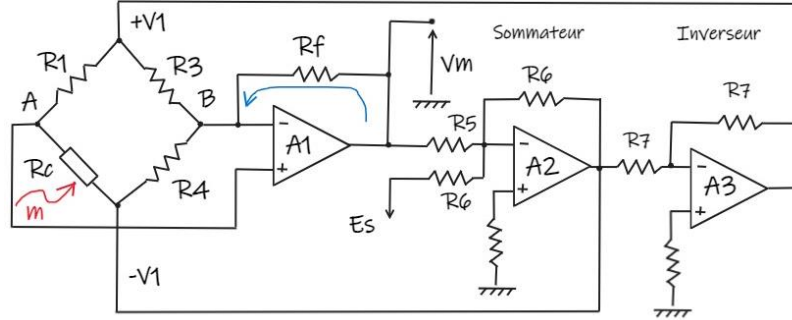 +V1
Sommateur
Inverseur
R1
R3
Rf
Vm
R6
R7
A
B
-
A1
+
R5
-
A2
+
R7
-
A3
+
Rc
R4
R6
m
Es
-V1